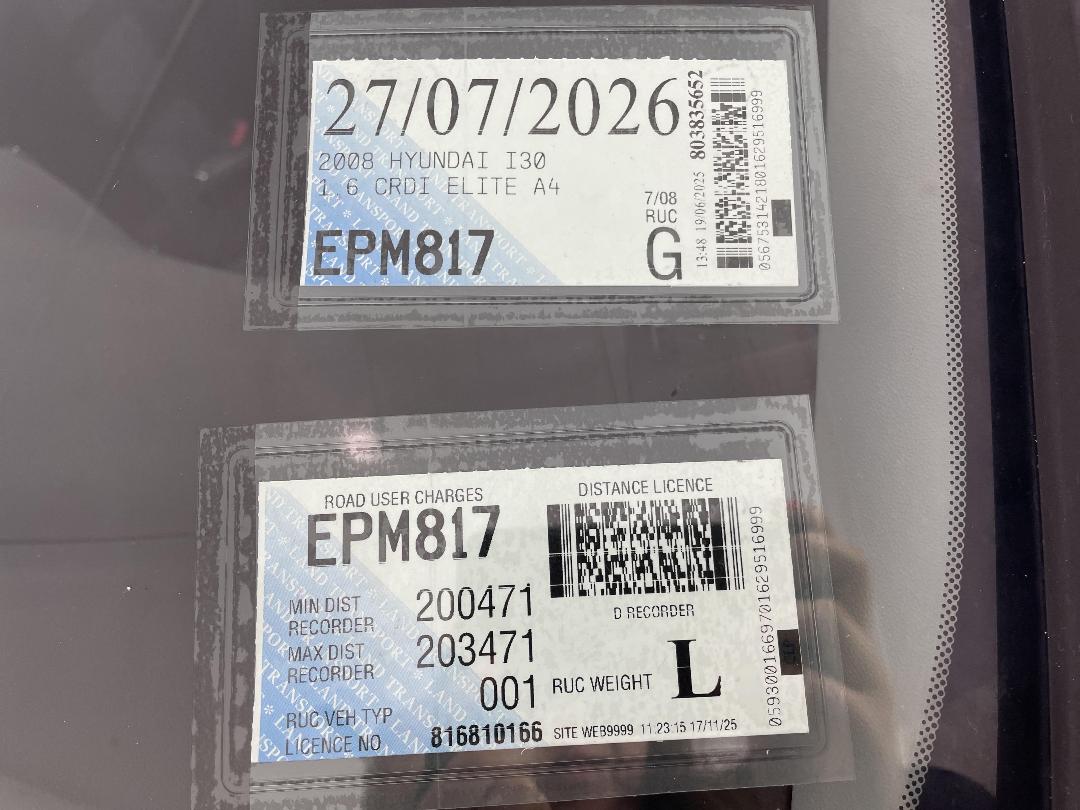 27/07/2026
2008 HYUNDAI I30
1.6 CRDI ELITE A4
EPM817
7/08
RUC
G
13:48 19/06/2025 803835652
0567531421801629516999
ROAD USER CHARGES
EPM817
DISTANCE LICENCE
D RECORDER
MIN DIST RECORDER 200471
MAX DIST RECORDER 203471
RUC VEH TYP 001
RUC WEIGHT L
LICENCE NO 816810166
SITE WEB9999 11:23:15 17/11/25
0593001669701629516999